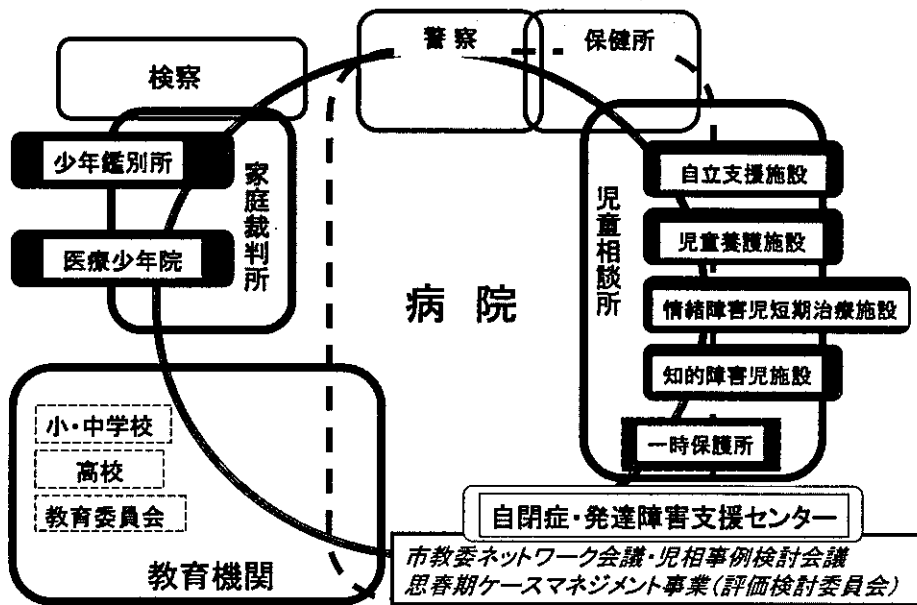 警察
保健所
検察
少年鑑別所
家庭裁判所
医療少年院
病院
児童相談所
自立支援施設
児童養護施設
情緒障害児短期治療施設
知的障害児施設
一時保護所
小・中学校
高校
教育委員会
教育機関
自閉症・発達障害支援センター
市教委ネットワーク会議・児相事例検討会議
思春期ケースマネジメント事業(評価検討委員会)